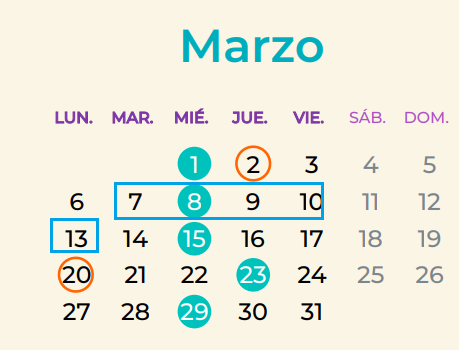 Marzo
LUN. MAR. MIÉ. JUE. VIE. SÁB. DOM.
1 2 3 4 5
6 7 8 9 10 11 12
13 14 15 16 17 18 19
20 21 22 23 24 25 26
27 28 29 30 31